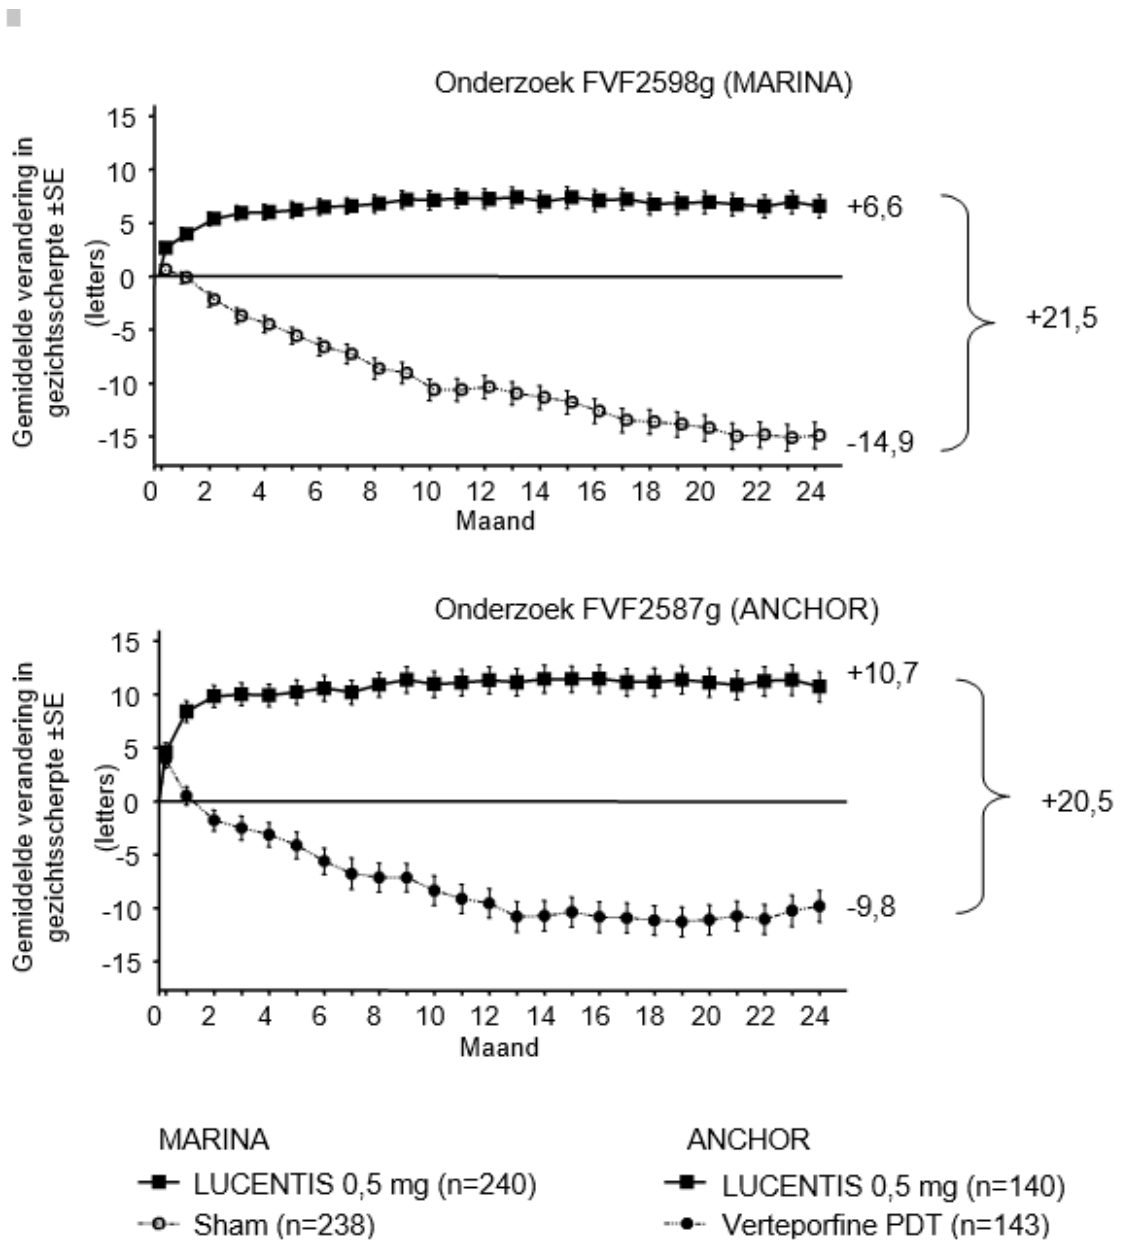 Onderzoek FVF2598g (MARINA)
Gemiddelde verandering in
gezichtsscherpte ±SE
(letters)
15
10
5
0
-5
-10
-15
+6,6
-14,9
+21,5
0 2 4 6 8 10 12 14 16 18 20 22 24
Maand
Onderzoek FVF2587g (ANCHOR)
Gemiddelde verandering in
gezichtsscherpte ±SE
(letters)
15
10
5
0
-5
-10
-15
+10,7
-9,8
+20,5
0 2 4 6 8 10 12 14 16 18 20 22 24
Maand
MARINA
LUCENTIS 0,5 mg (n=240)
Sham (n=238)
ANCHOR
LUCENTIS 0,5 mg (n=140)
Verteporfine PDT (n=143)